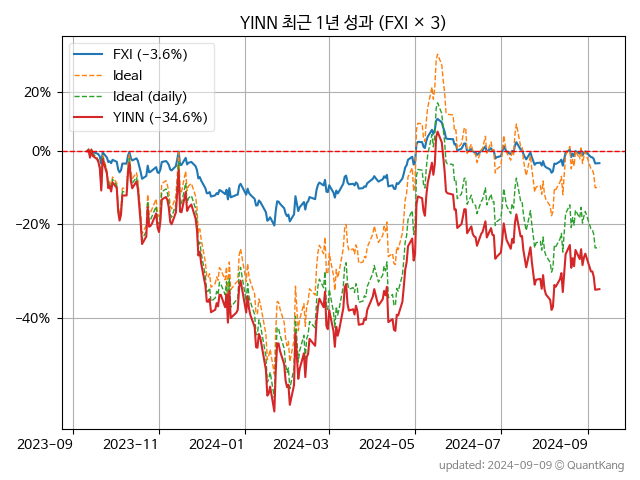 YINN 최근 1년 성과 (FXI × 3)
FXI (−3.6%)
Ideal
Ideal (daily)
YINN (−34.6%)
20%
0%
−20%
−40%
2023−09
2023−11
2024−01
2024−03
2024−05
2024−07
2024−09
updated: 2024−09−09 © QuantKang